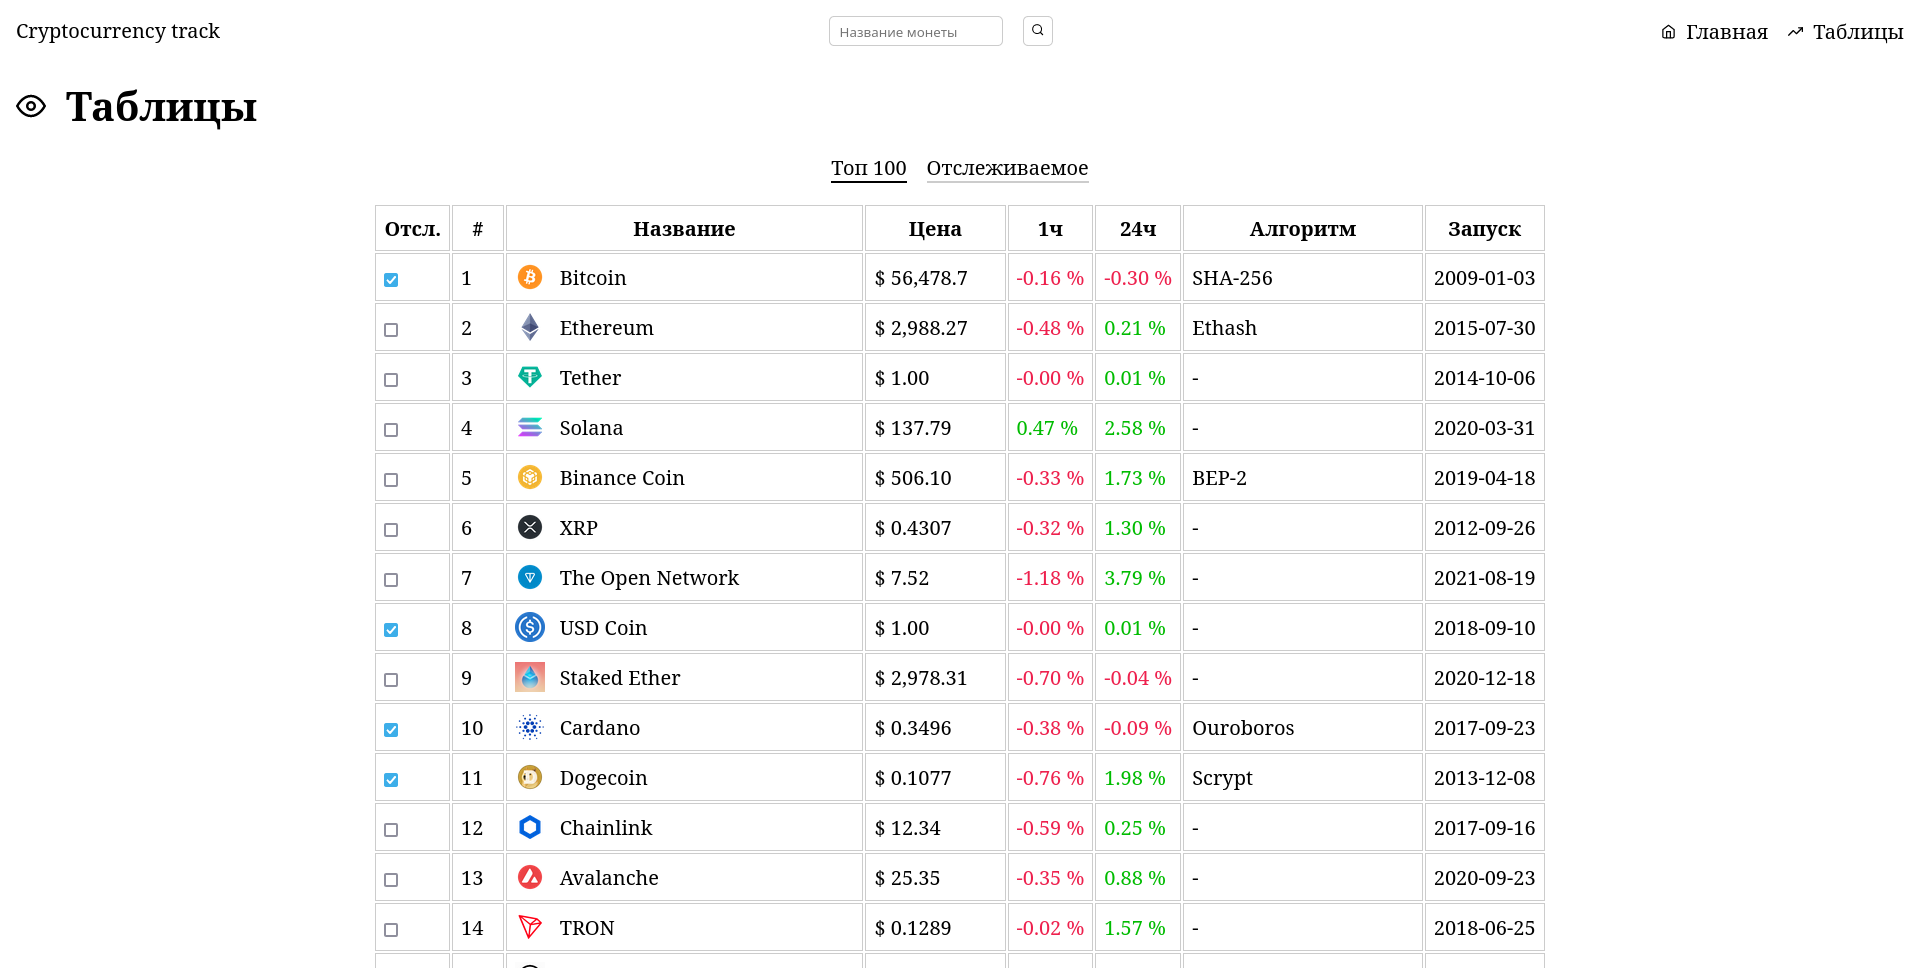 Cryptocurrency track
Название монеты
Главная
Таблицы
Таблицы
Топ 100 Отслеживаемое
Отсл. # Название Цена 1ч 24ч Алгоритм Запуск
1 Bitcoin $ 56,478.7 -0.16 % -0.30 % SHA-256 2009-01-03
2 Ethereum $ 2,988.27 -0.48 % 0.21 % Ethash 2015-07-30
3 Tether $ 1.00 -0.00 % 0.01 % - 2014-10-06
4 Solana $ 137.79 0.47 % 2.58 % - 2020-03-31
5 Binance Coin $ 506.10 -0.33 % 1.73 % BEP-2 2019-04-18
6 XRP $ 0.4307 -0.32 % 1.30 % - 2012-09-26
7 The Open Network $ 7.52 -1.18 % 3.79 % - 2021-08-19
8 USD Coin $ 1.00 -0.00 % 0.01 % - 2018-09-10
9 Staked Ether $ 2,978.31 -0.70 % -0.04 % - 2020-12-18
10 Cardano $ 0.3496 -0.38 % -0.09 % Ouroboros 2017-09-23
11 Dogecoin $ 0.1077 -0.76 % 1.98 % Scrypt 2013-12-08
12 Chainlink $ 12.34 -0.59 % 0.25 % - 2017-09-16
13 Avalanche $ 25.35 -0.35 % 0.88 % - 2020-09-23
14 TRON $ 0.1289 -0.02 % 1.57 % - 2018-06-25